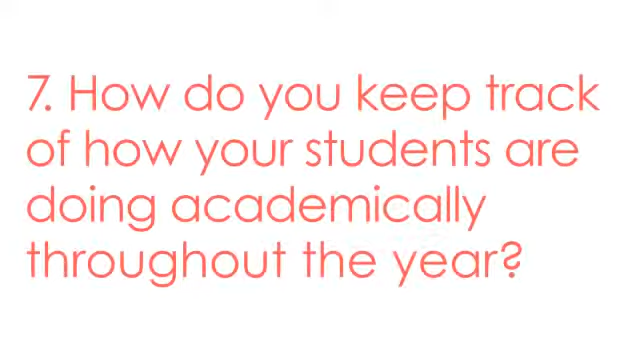 7. How do you keep track
of how your students are
doing academically
throughout the year?